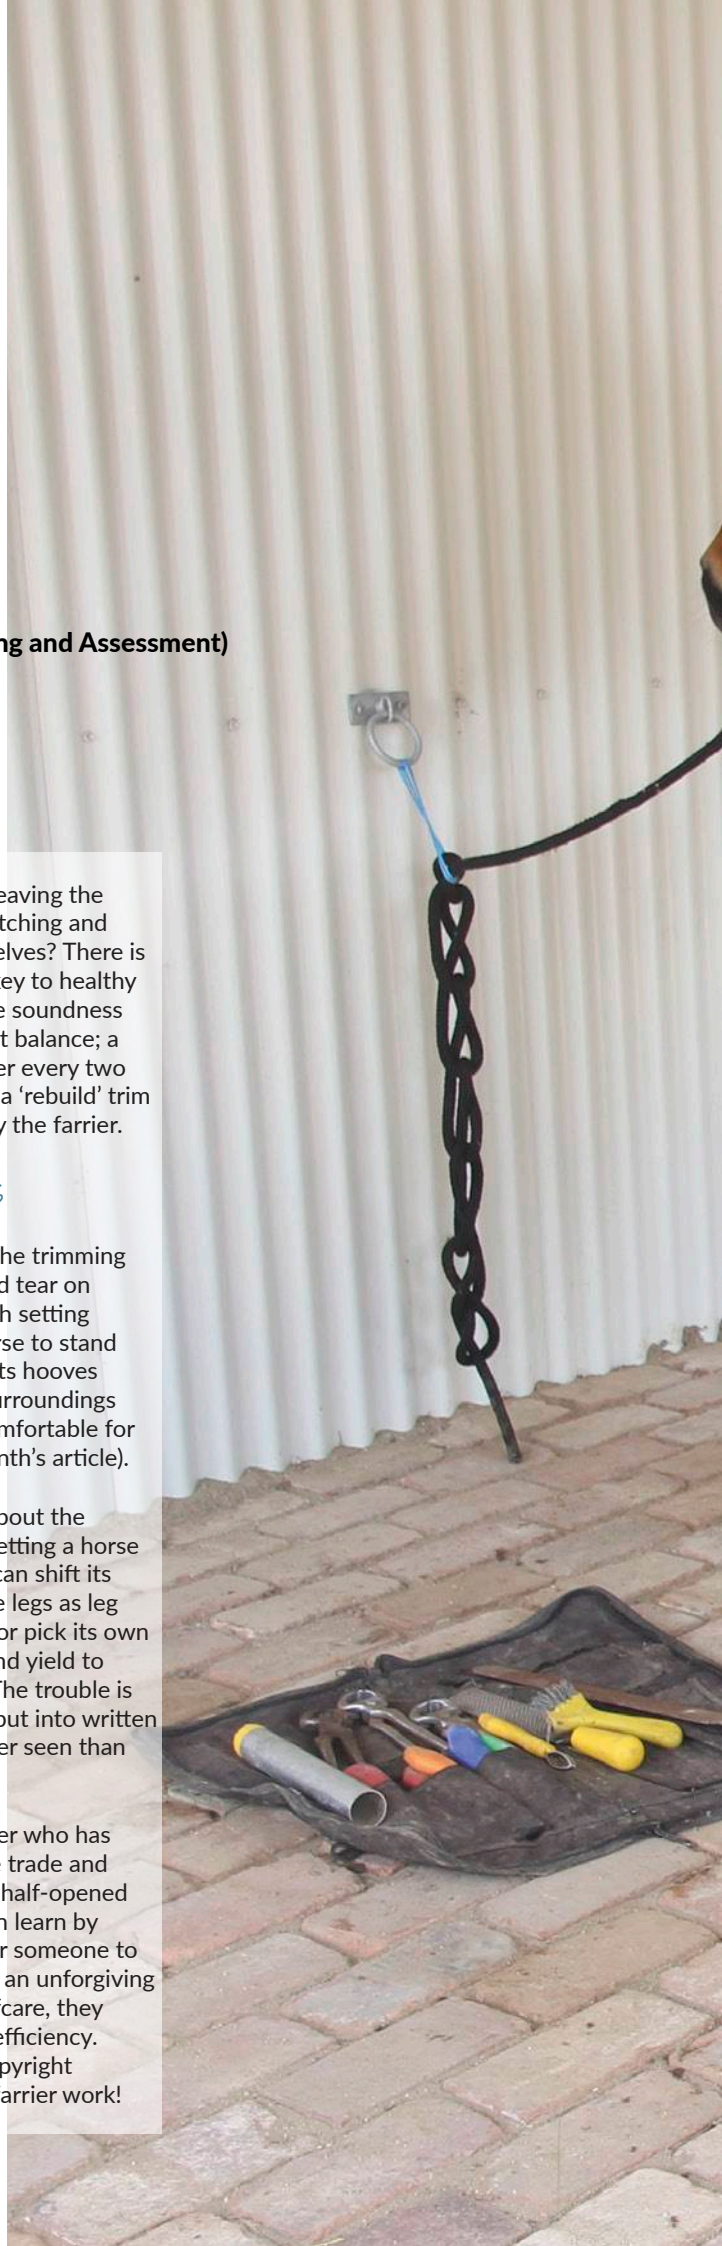 ng and Assessment)
eaving the
tching and
elves? There is
key to healthy
e soundness
t balance; a
er every two
a ‘rebuild’ trim
y the farrier.
he trimming
d tear on
h setting
rse to stand
ts hooves
urroundings
mfortable for
nth’s article).
bout the
etting a horse
can shift its
e legs as leg
or pick its own
nd yield to
The trouble is
put into written
er seen than
er who has
e trade and
half-opened
n learn by
r someone to
an unforgiving
fcare, they
efficiency.
pyright
arrier work!